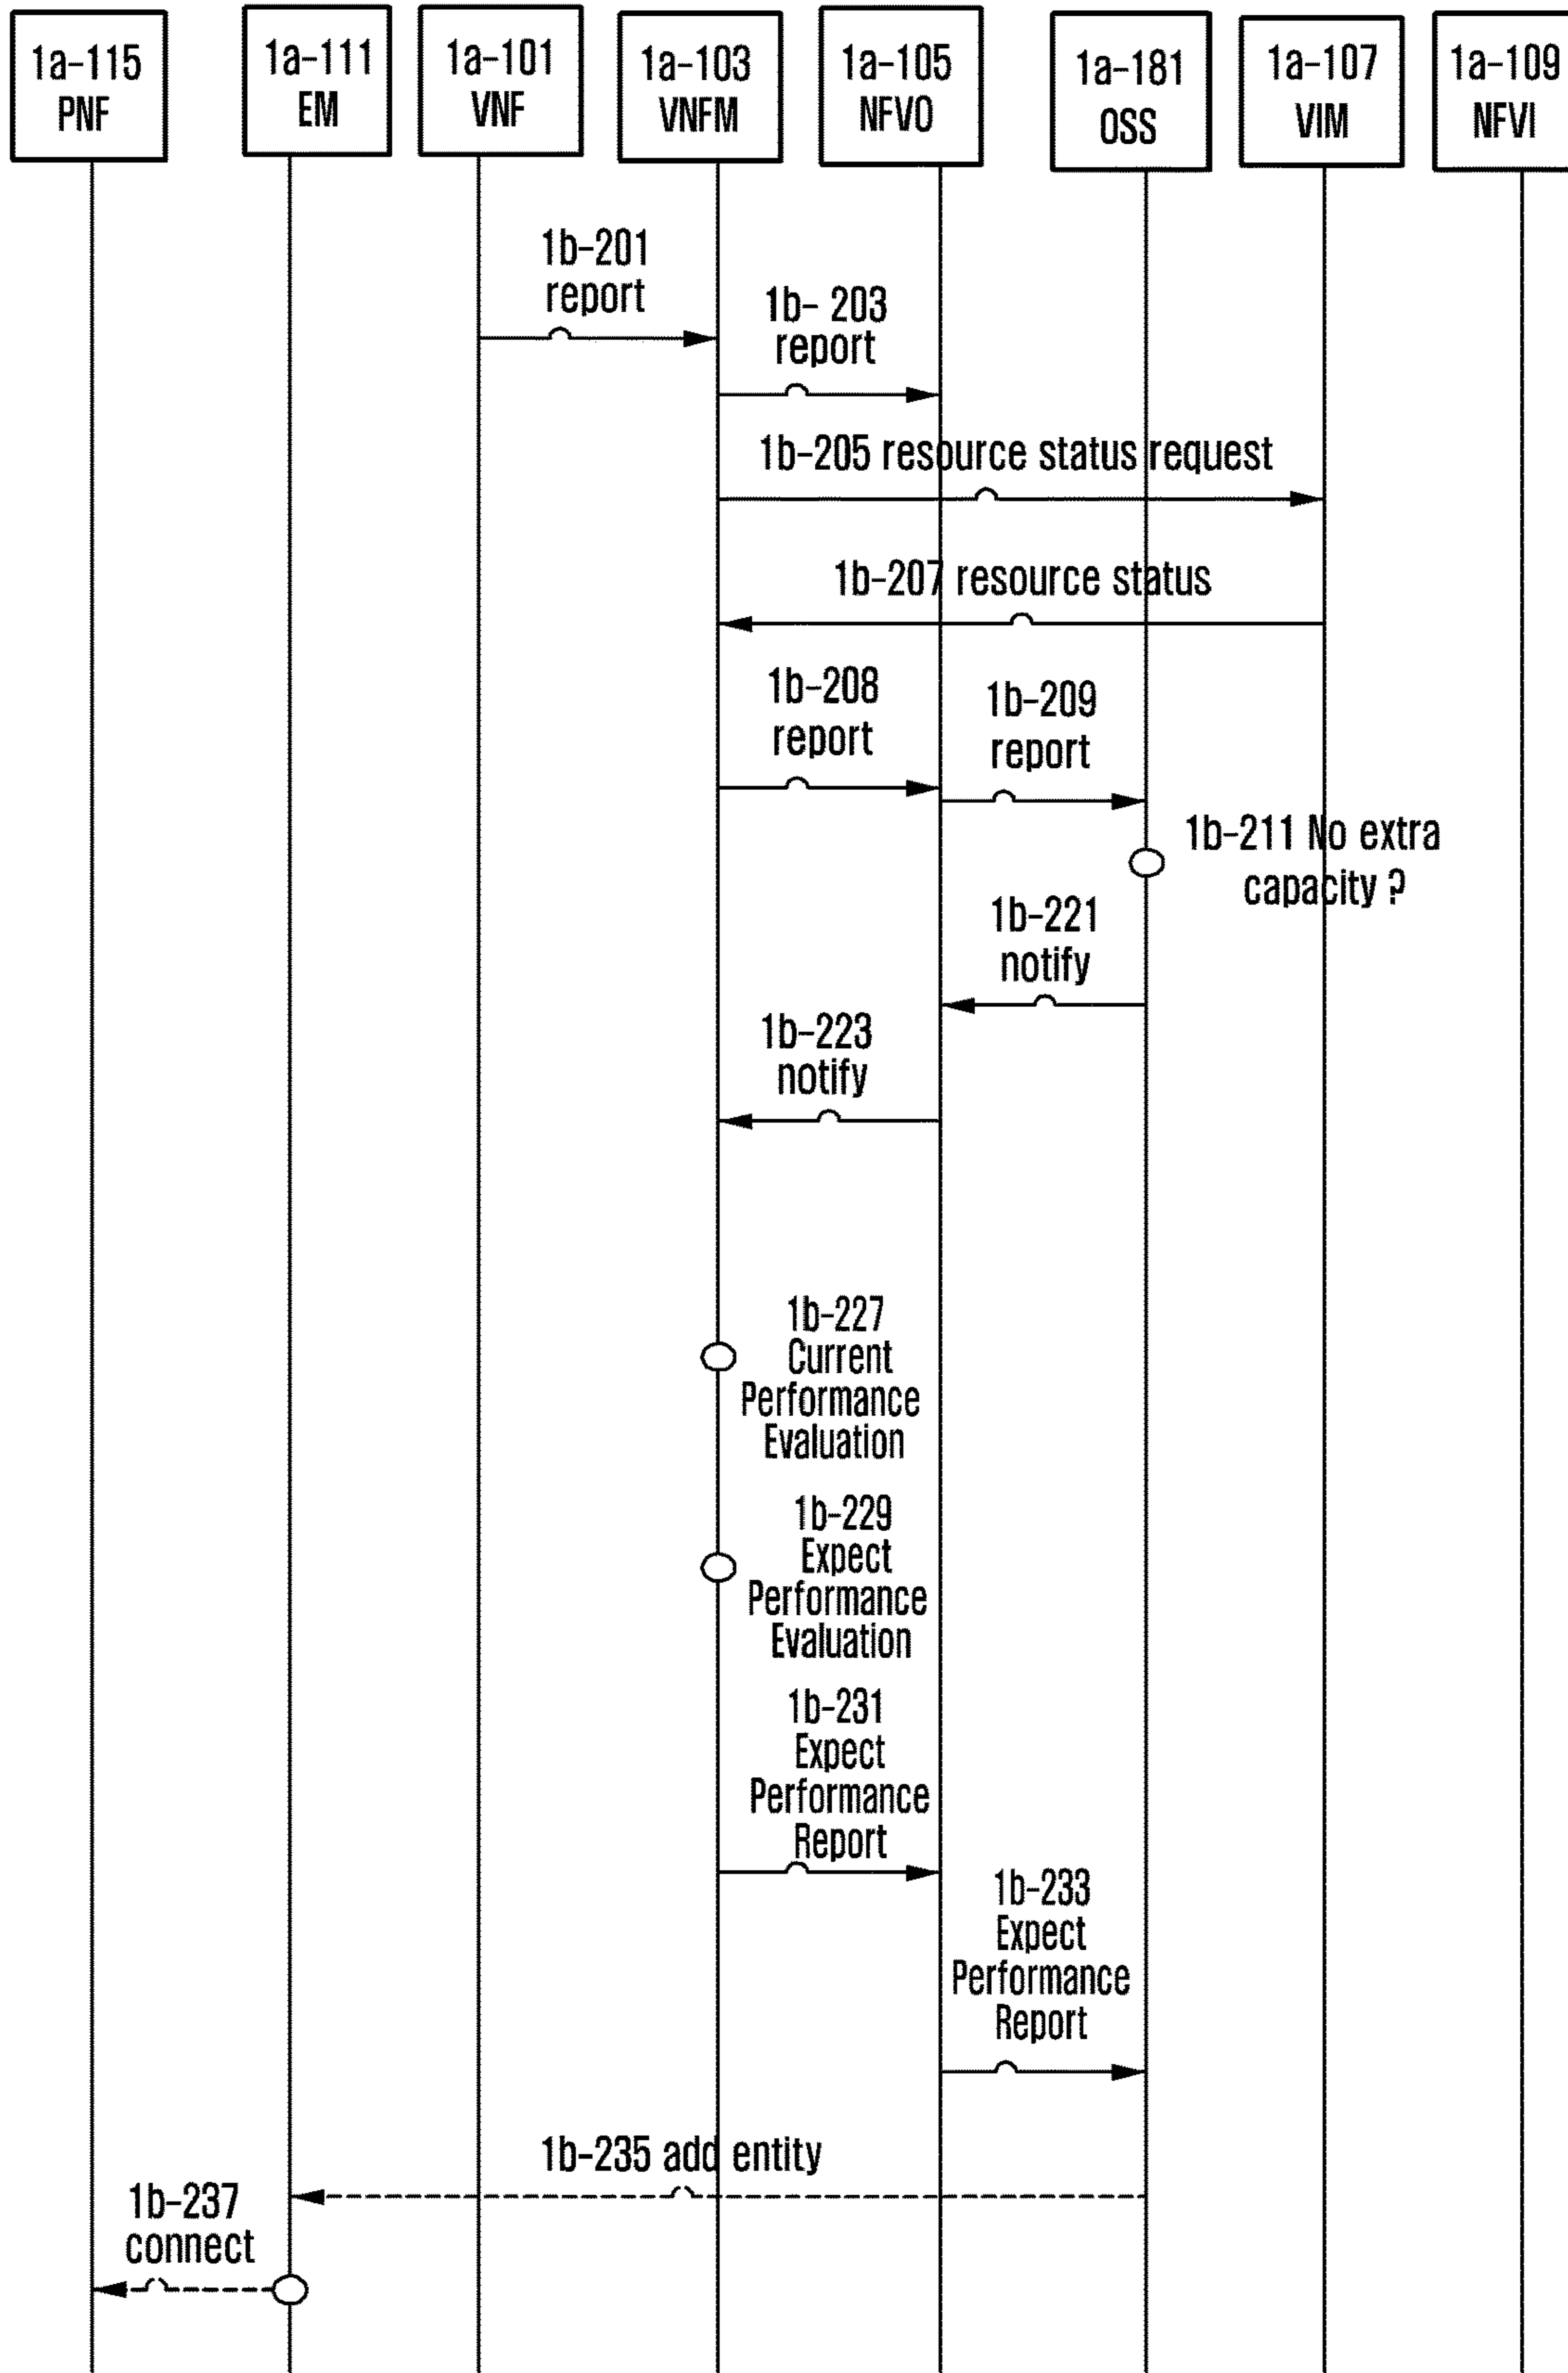 1a-115
PNF
1a-111
EM
1a-101
VNF
1a-103
VNFM
1a-105
NFVO
1a-181
OSS
1a-107
VIM
1a-109
NFVI
1b-201
report
1b- 203
report
1b-205 resource status request
1b-207 resource status
1b-208
report
1b-209
report
1b-211 No extra
capacity ?
1b-221
notify
1b-223
notify
1b-227
Current
Performance
Evaluation
1b-229
Expect
Performance
Evaluation
1b-231
Expect
Performance
Report
1b-233
Expect
Performance
Report
1b-235 add entity
1b-237
connect